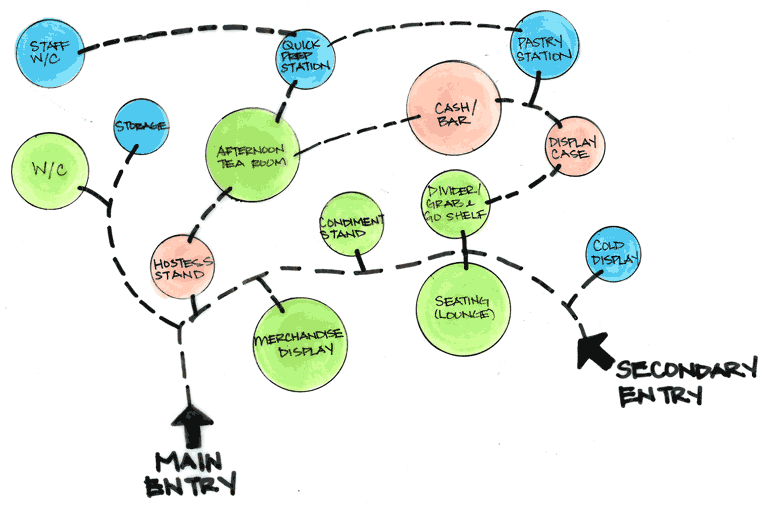 STAFF
W/C
QUICK
PREP
STATION
PASTRY
STATION
STORAGE
CASH/
BAR
W/C
AFTERNOON
TEA ROOM
DISPLAY
CASE
DIVIDER/
GRAB &
GO SHELF
CONDIMENT
STAND
HOSTESS
STAND
COLD
DISPLAY
SEATING
(LOUNGE)
MERCHANDISE
DISPLAY
SECONDARY
ENTRY
MAIN
ENTRY